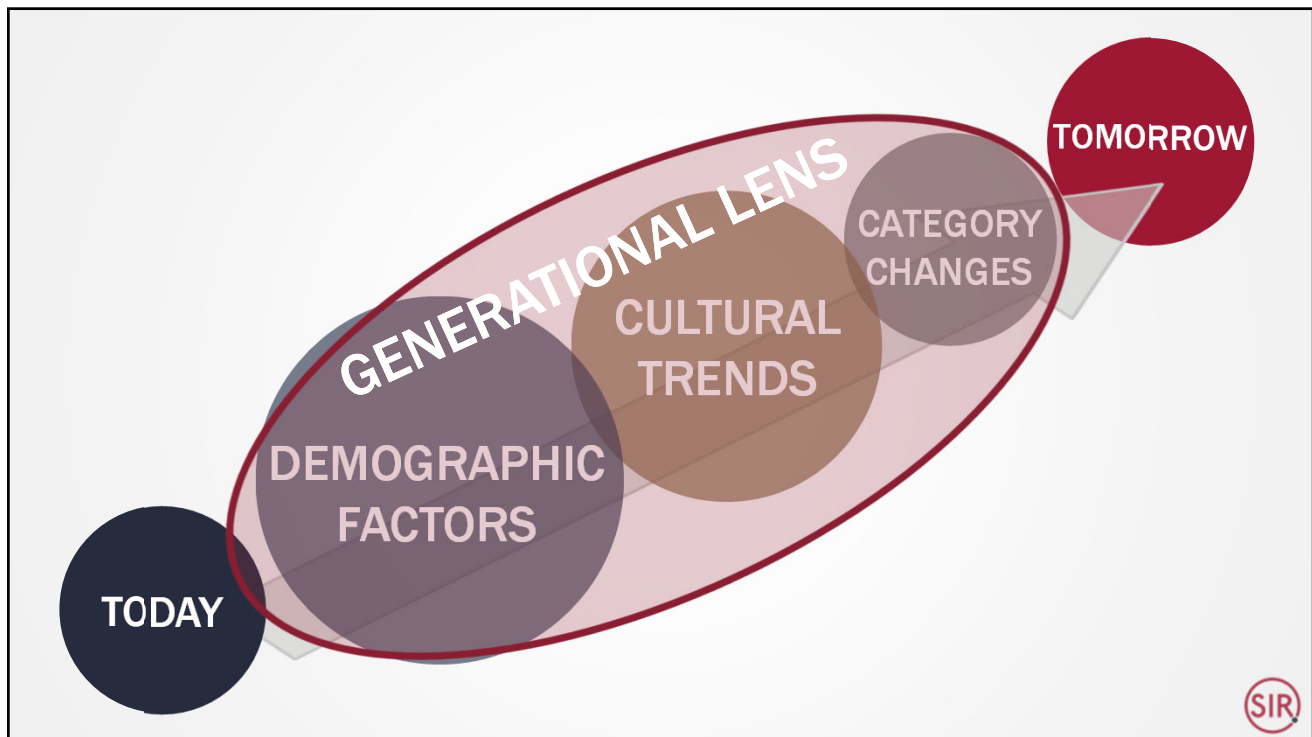 TOMORROW
GENERATIONAL LENS
CATEGORY
CHANGES
CULTURAL
TRENDS
DEMOGRAPHIC
FACTORS
TODAY
SIR